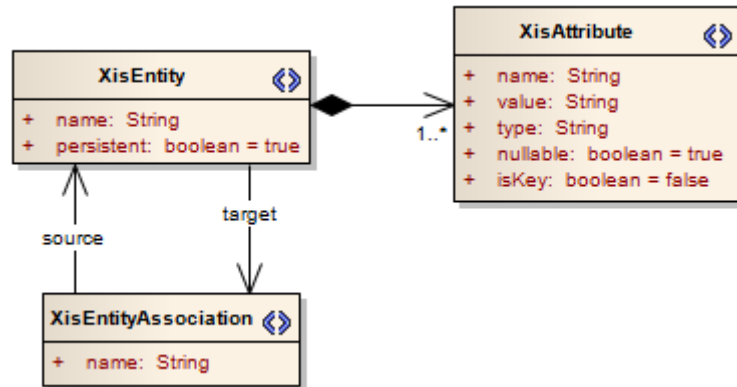 XisEntity
+ name: String
+ persistent: boolean = true
XisAttribute
+ name: String
+ value: String
+ type: String
+ nullable: boolean = true
+ isKey: boolean = false
1..*
source
target
XisEntityAssociation
+ name: String